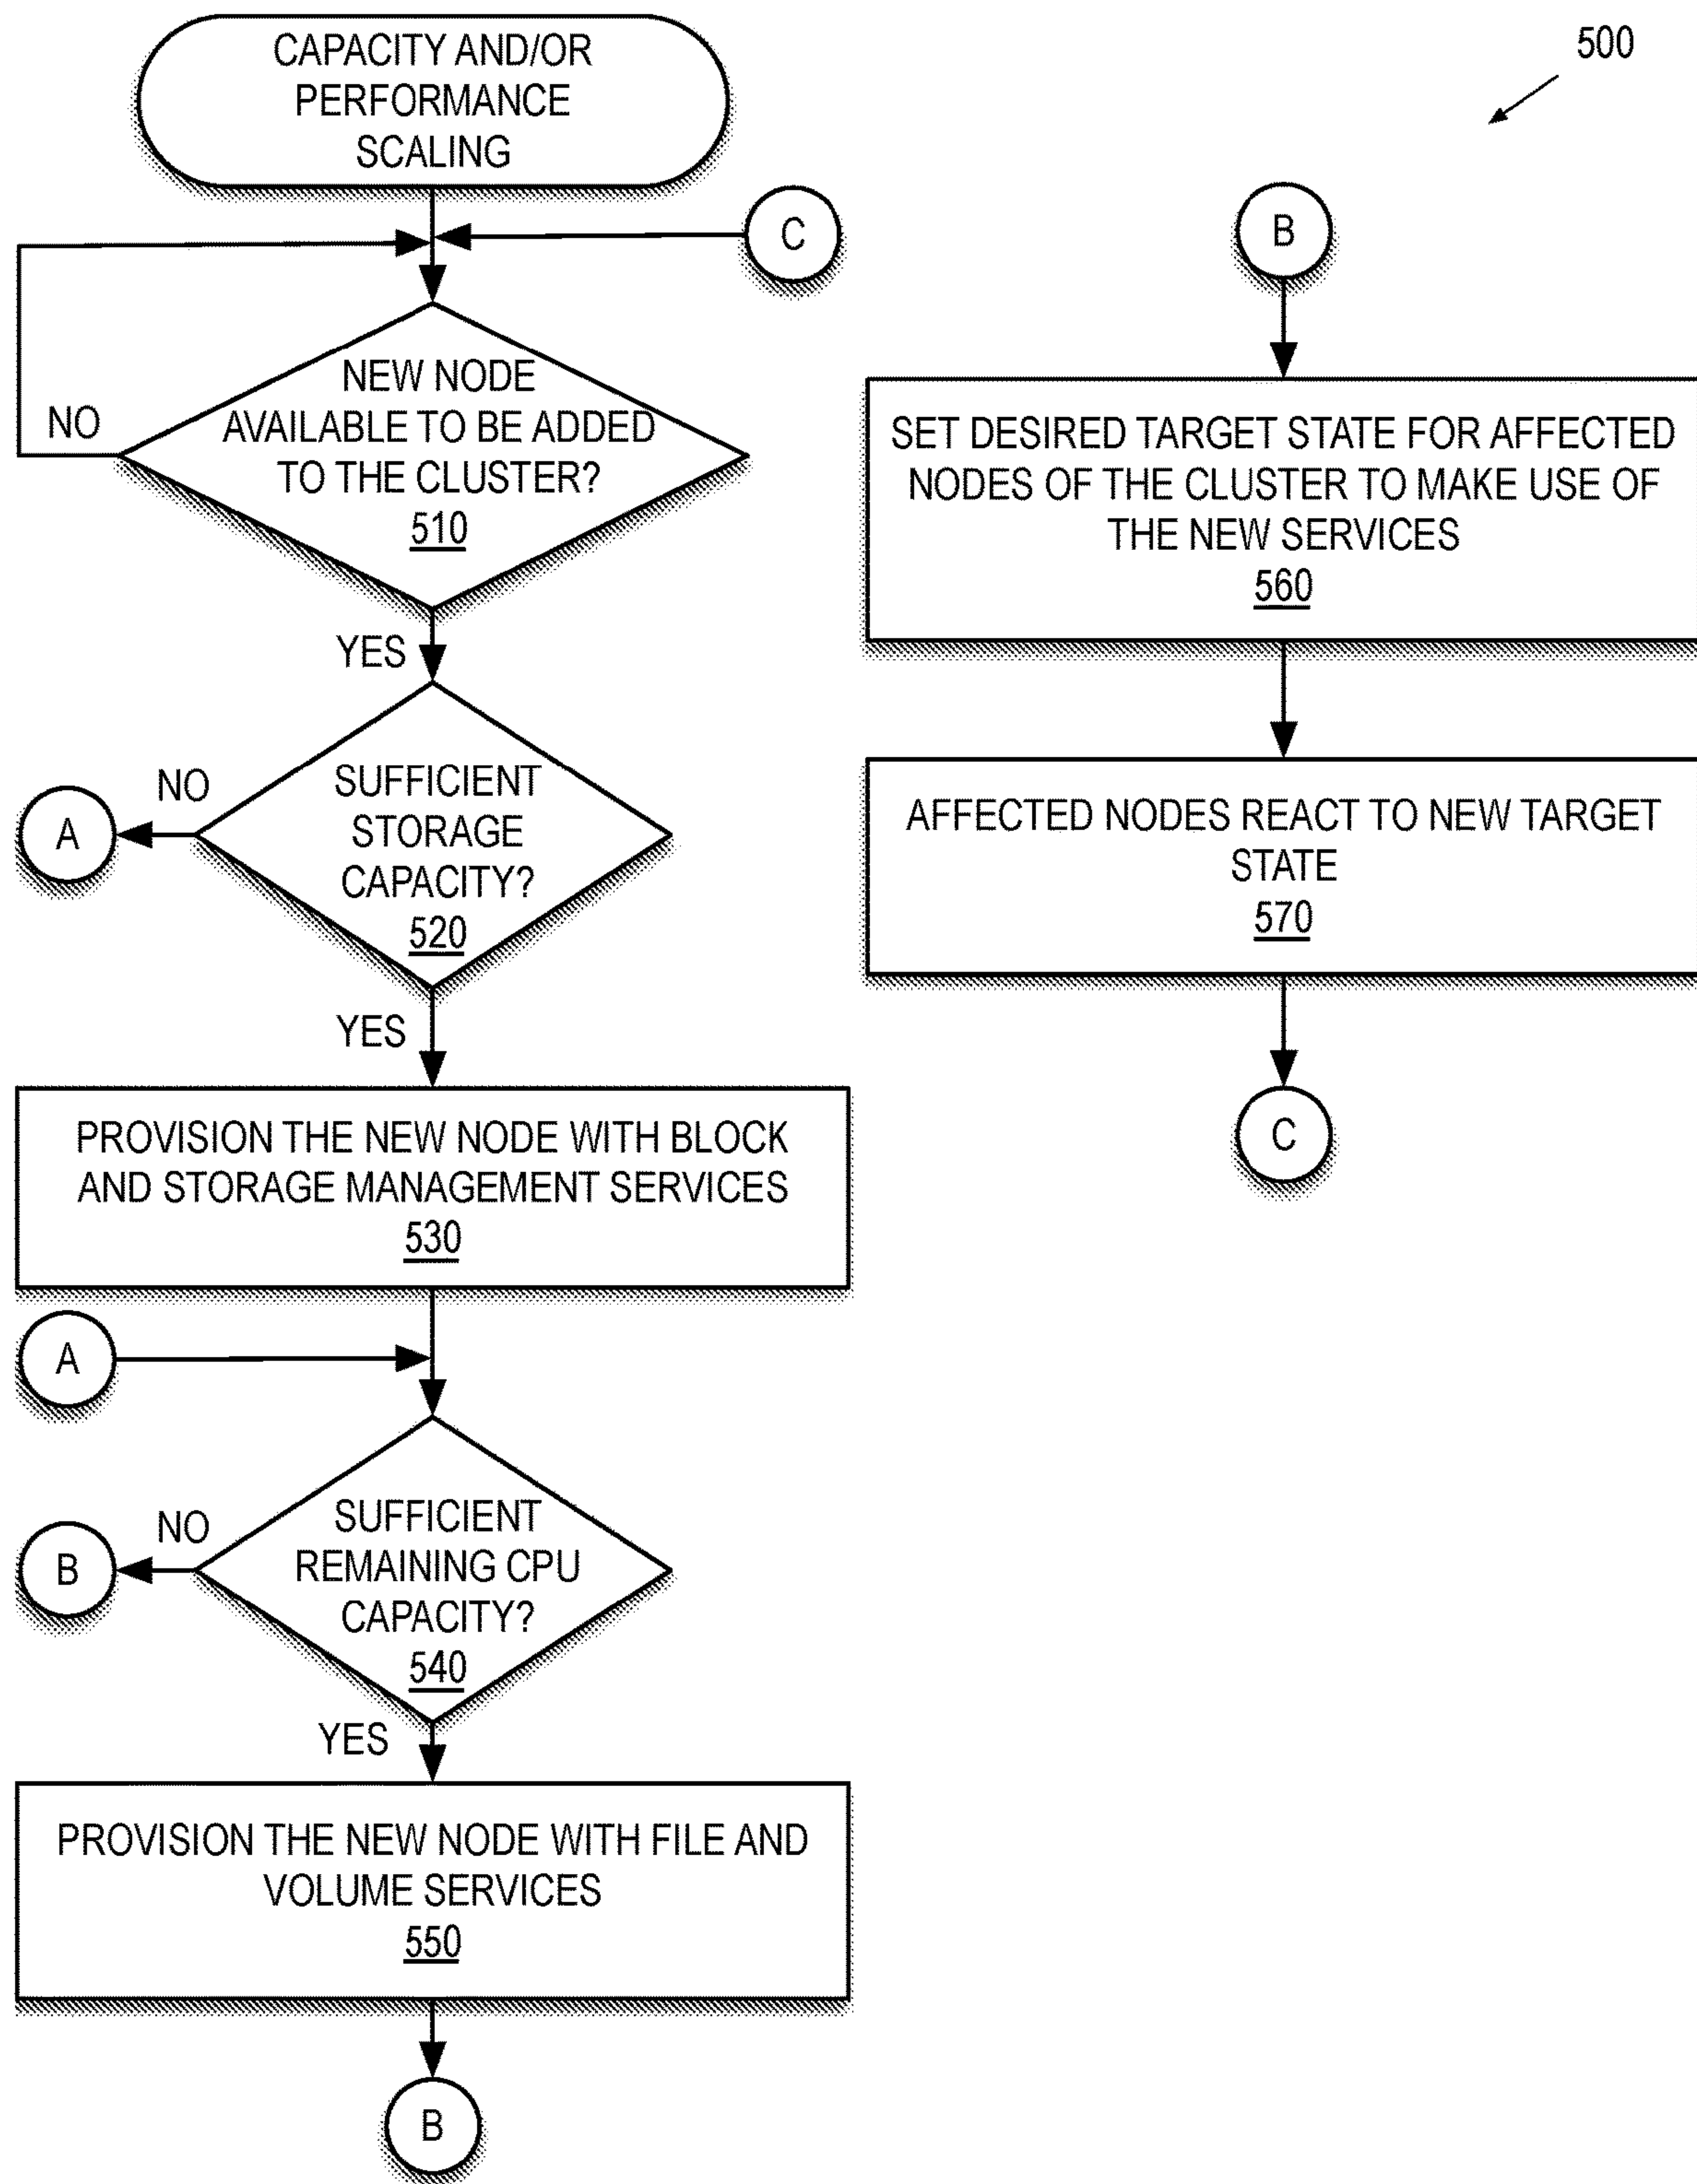 CAPACITY AND/OR
PERFORMANCE
SCALING
500
C
NEW NODE
AVAILABLE TO BE ADDED
TO THE CLUSTER?
510
NO
YES
SUFFICIENT
STORAGE
CAPACITY?
520
NO
A
YES
PROVISION THE NEW NODE WITH BLOCK
AND STORAGE MANAGEMENT SERVICES
530
A
SUFFICIENT
REMAINING CPU
CAPACITY?
540
NO
B
YES
PROVISION THE NEW NODE WITH FILE AND
VOLUME SERVICES
550
B
B
SET DESIRED TARGET STATE FOR AFFECTED
NODES OF THE CLUSTER TO MAKE USE OF
THE NEW SERVICES
560
AFFECTED NODES REACT TO NEW TARGET
STATE
570
C